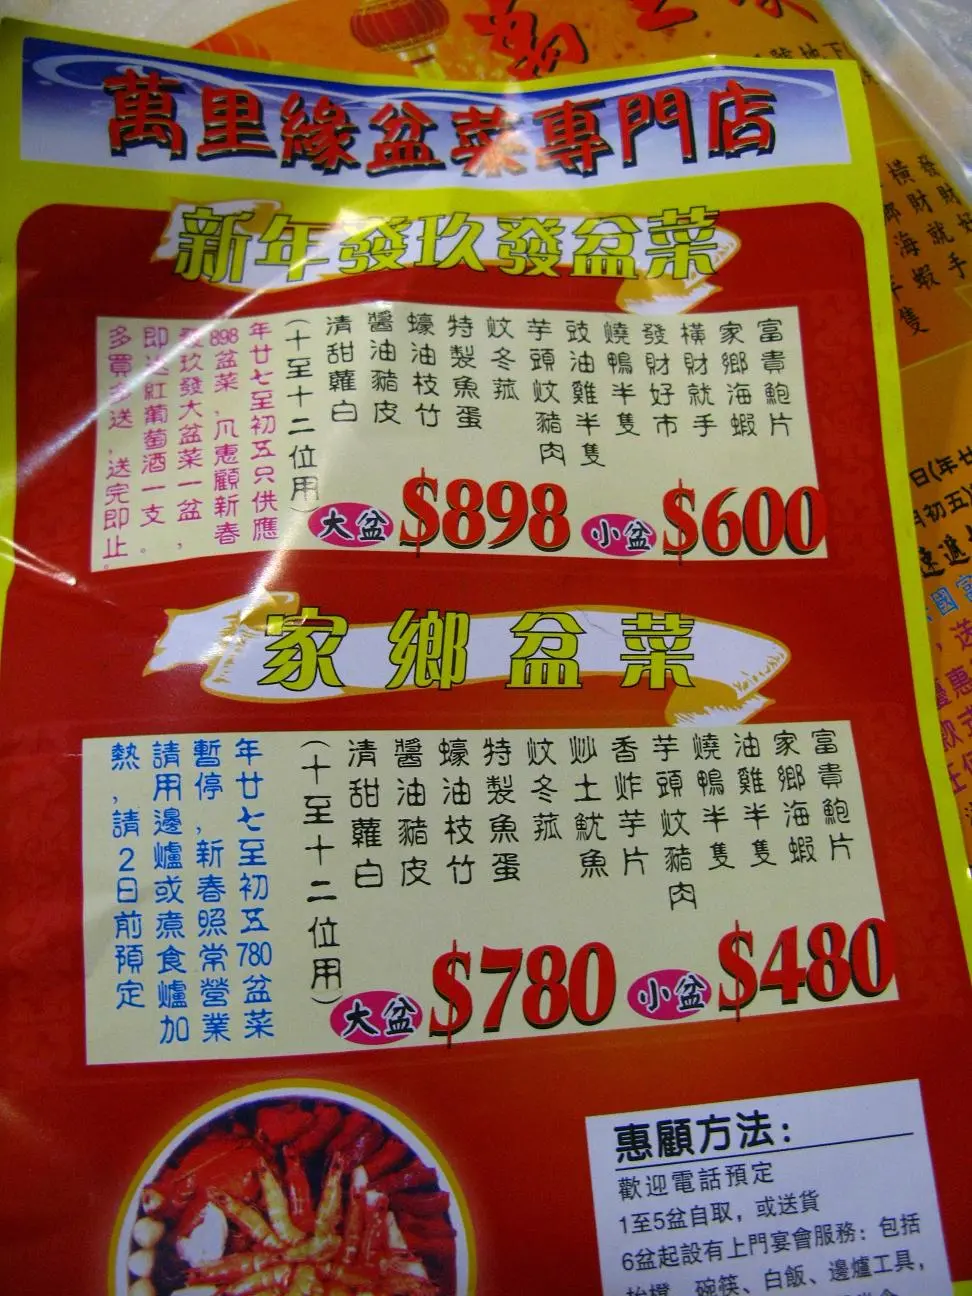 萬里緣盆菜專門店
新年發玖發盆菜
富貴鮑片
家鄉海蝦
橫財就手
發財好市
燒鴨半隻
豉油雞半隻
芋頭炆豬肉
炆冬菰
特製魚蛋
蠔油枝竹
醬油豬皮
清甜蘿白
（十至十二位用）
年廿七至初五只供應
898盆菜，凡惠顧新春
發玖發大盆菜一盆，
即送紅葡萄酒一支。
多買多送，送完即止。
大盆 $898 小盆 $600
家鄉盆菜
富貴鮑片
家鄉海蝦
油雞半隻
燒鴨半隻
芋頭炆豬肉
香炸芋片
炒土魷魚
炆冬菰
特製魚蛋
蠔油枝竹
醬油豬皮
清甜蘿白
（十至十二位用）
年廿七至初五780盆菜
暫停，新春照常營業
請用邊爐或煮食爐加
熱，請2日前預定
大盆 $780 小盆 $480
惠顧方法：
歡迎電話預定
1至5盆自取，或送貨
6盆起設有上門宴會服務：包括
碗筷、白飯、邊爐工具，